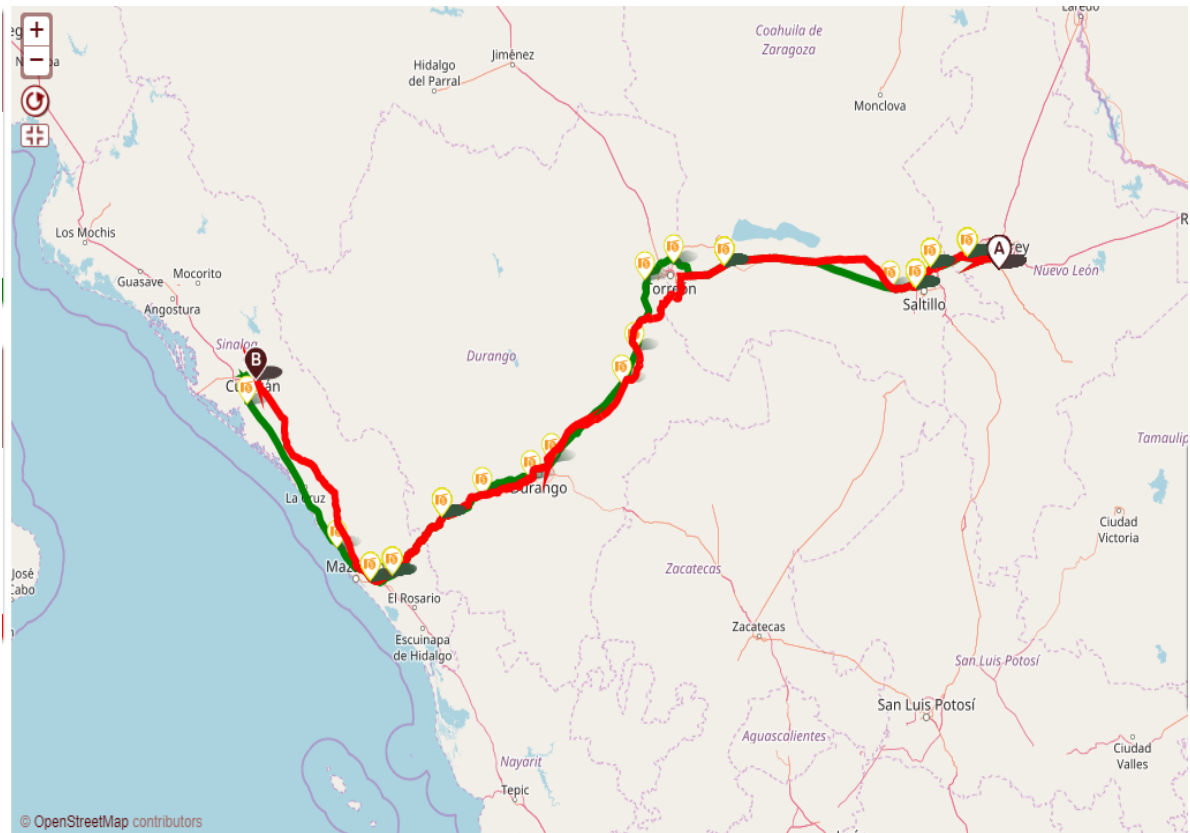 Laredo
+
−
Coahuila de
Zaragoza
Jiménez
Hidalgo
del Parral
Monclova
Los Mochis
A
Nuevo León
Guasave
Mocorito
Angostura
Torreón
Saltillo
Sinaloa
Durango
B
Durango
La Cruz
Ciudad
Victoria
José
Cabo
Zacatecas
El Rosario
Escuinapa
de Hidalgo
Zacatecas
San Luis Potosí
San Luis Potosí
Aguascalientes
Ciudad
Valles
Nayarit
Tepic
© OpenStreetMap contributors